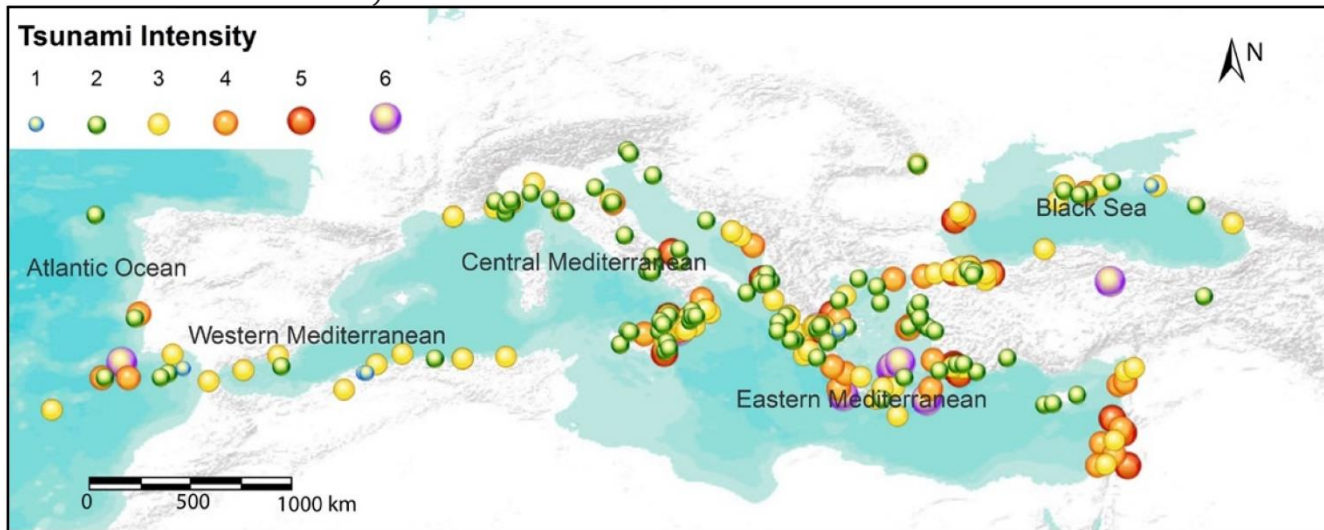 Tsunami Intensity
1 2 3 4 5 6
N
Black Sea
Atlantic Ocean
Central Mediterranean
Western Mediterranean
Eastern Mediterranean
0 500 1000 km